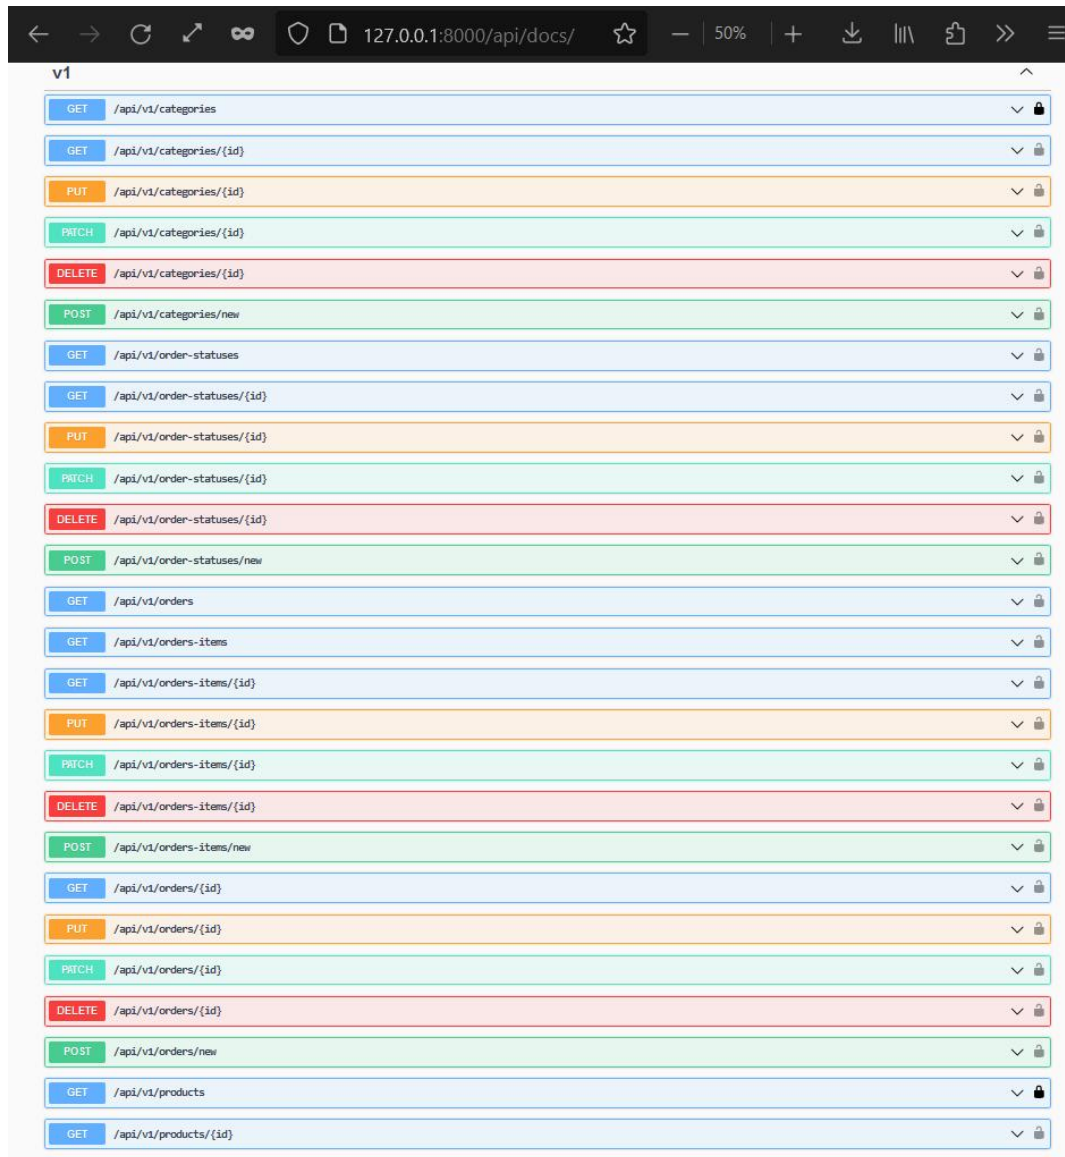 127.0.0.1:8000/api/docs/ 50%
v1
GET /api/v1/categories
GET /api/v1/categories/{id}
PUT /api/v1/categories/{id}
PATCH /api/v1/categories/{id}
DELETE /api/v1/categories/{id}
POST /api/v1/categories/new
GET /api/v1/order-statuses
GET /api/v1/order-statuses/{id}
PUT /api/v1/order-statuses/{id}
PATCH /api/v1/order-statuses/{id}
DELETE /api/v1/order-statuses/{id}
POST /api/v1/order-statuses/new
GET /api/v1/orders
GET /api/v1/orders-items
GET /api/v1/orders-items/{id}
PUT /api/v1/orders-items/{id}
PATCH /api/v1/orders-items/{id}
DELETE /api/v1/orders-items/{id}
POST /api/v1/orders-items/new
GET /api/v1/orders/{id}
PUT /api/v1/orders/{id}
PATCH /api/v1/orders/{id}
DELETE /api/v1/orders/{id}
POST /api/v1/orders/new
GET /api/v1/products
GET /api/v1/products/{id}